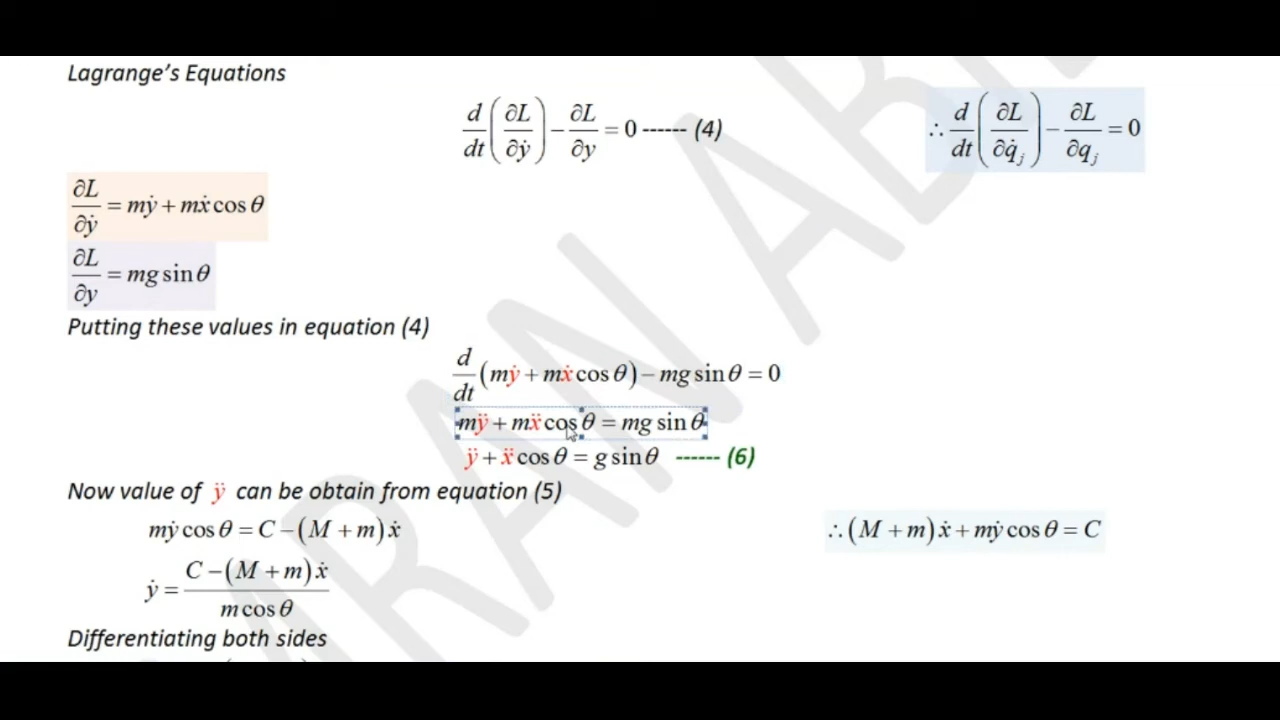 Lagrange's Equations
d/dt (∂L/∂ẏ) − ∂L/∂y = 0 ------ (4)
∴ d/dt (∂L/∂q̇ⱼ) − ∂L/∂qⱼ = 0
∂L/∂ẏ = mẏ + mẋ cos θ
∂L/∂y = mg sin θ
Putting these values in equation (4)
d/dt (mẏ + mẋ cos θ) − mg sin θ = 0
mÿ + mẍ cos θ = mg sin θ
ÿ + ẍ cos θ = g sin θ ------ (6)
Now value of ÿ can be obtain from equation (5)
mẏ cos θ = C − (M + m) ẋ
∴ (M + m) ẋ + mẏ cos θ = C
ẏ = C − (M + m) ẋ / m cos θ
Differentiating both sides